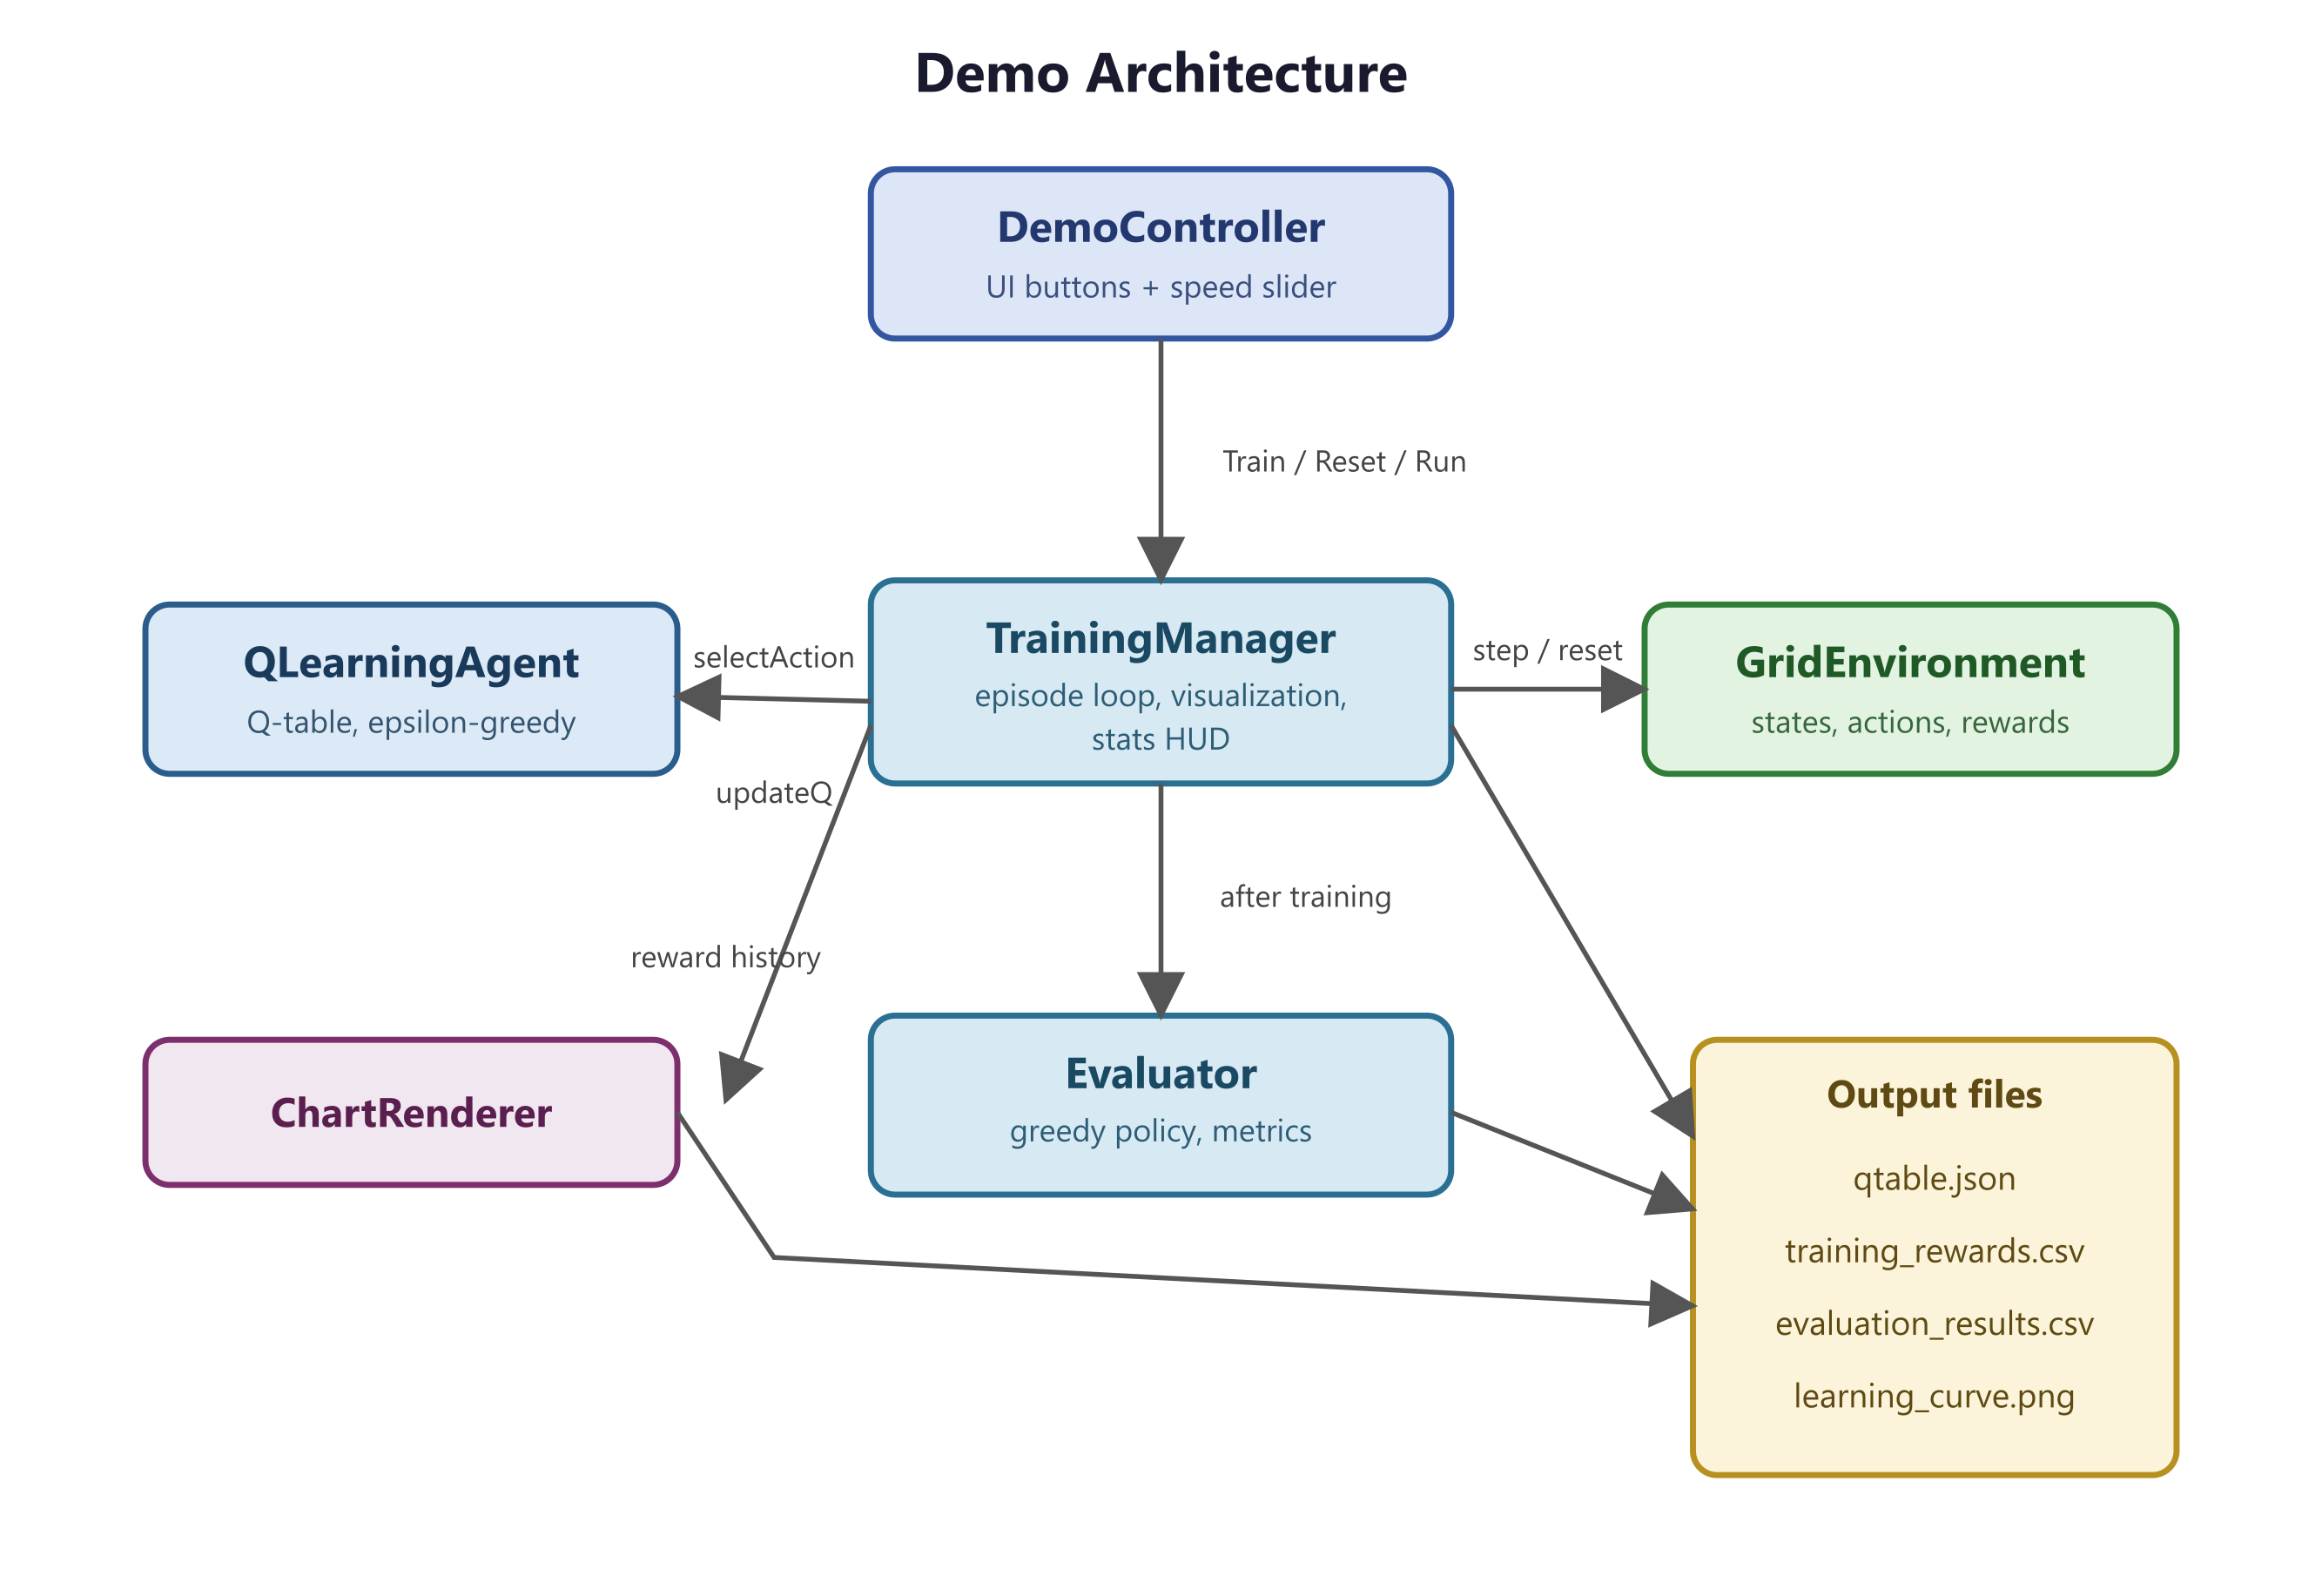 Demo Architecture
DemoController
UI buttons + speed slider
Train / Reset / Run
QLearningAgent
Q-table, epsilon-greedy
selectAction
TrainingManager
episode loop, visualization,
stats HUD
step / reset
GridEnvironment
states, actions, rewards
updateQ
after training
reward history
ChartRenderer
Evaluator
greedy policy, metrics
Output files
qtable.json
training_rewards.csv
evaluation_results.csv
learning_curve.png